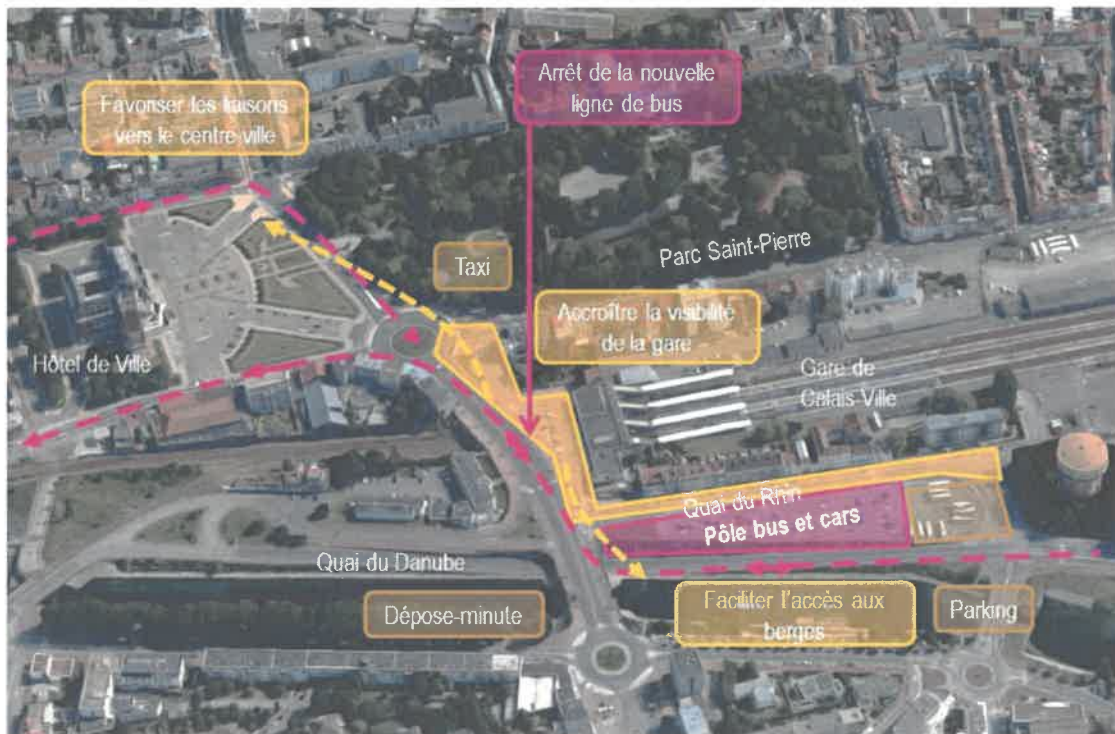 Arrêt de la nouvelle
ligne de bus
Favoriser les liaisons
vers le centre ville
Taxi
Parc Saint-Pierre
Accroître la visibilité
de la gare
Hôtel de Ville
Gare de
Calais Ville
Quai du Rhin
Pôle bus et cars
Quai du Danube
Dépose-minute
Faciliter l'accès aux
berges
Parking